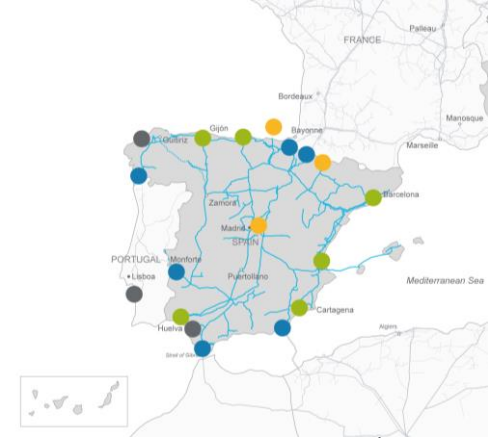 Palleau
FRANCE
Bordeaux
Manosque
Gijón
Bayonne
Marseille
Barcelona
Zamora
Madrid
SPAIN
PORTUGAL
Monforte
Lisboa
Puertollano
Mediterranean Sea
Cartagena
Huelva
Algiers